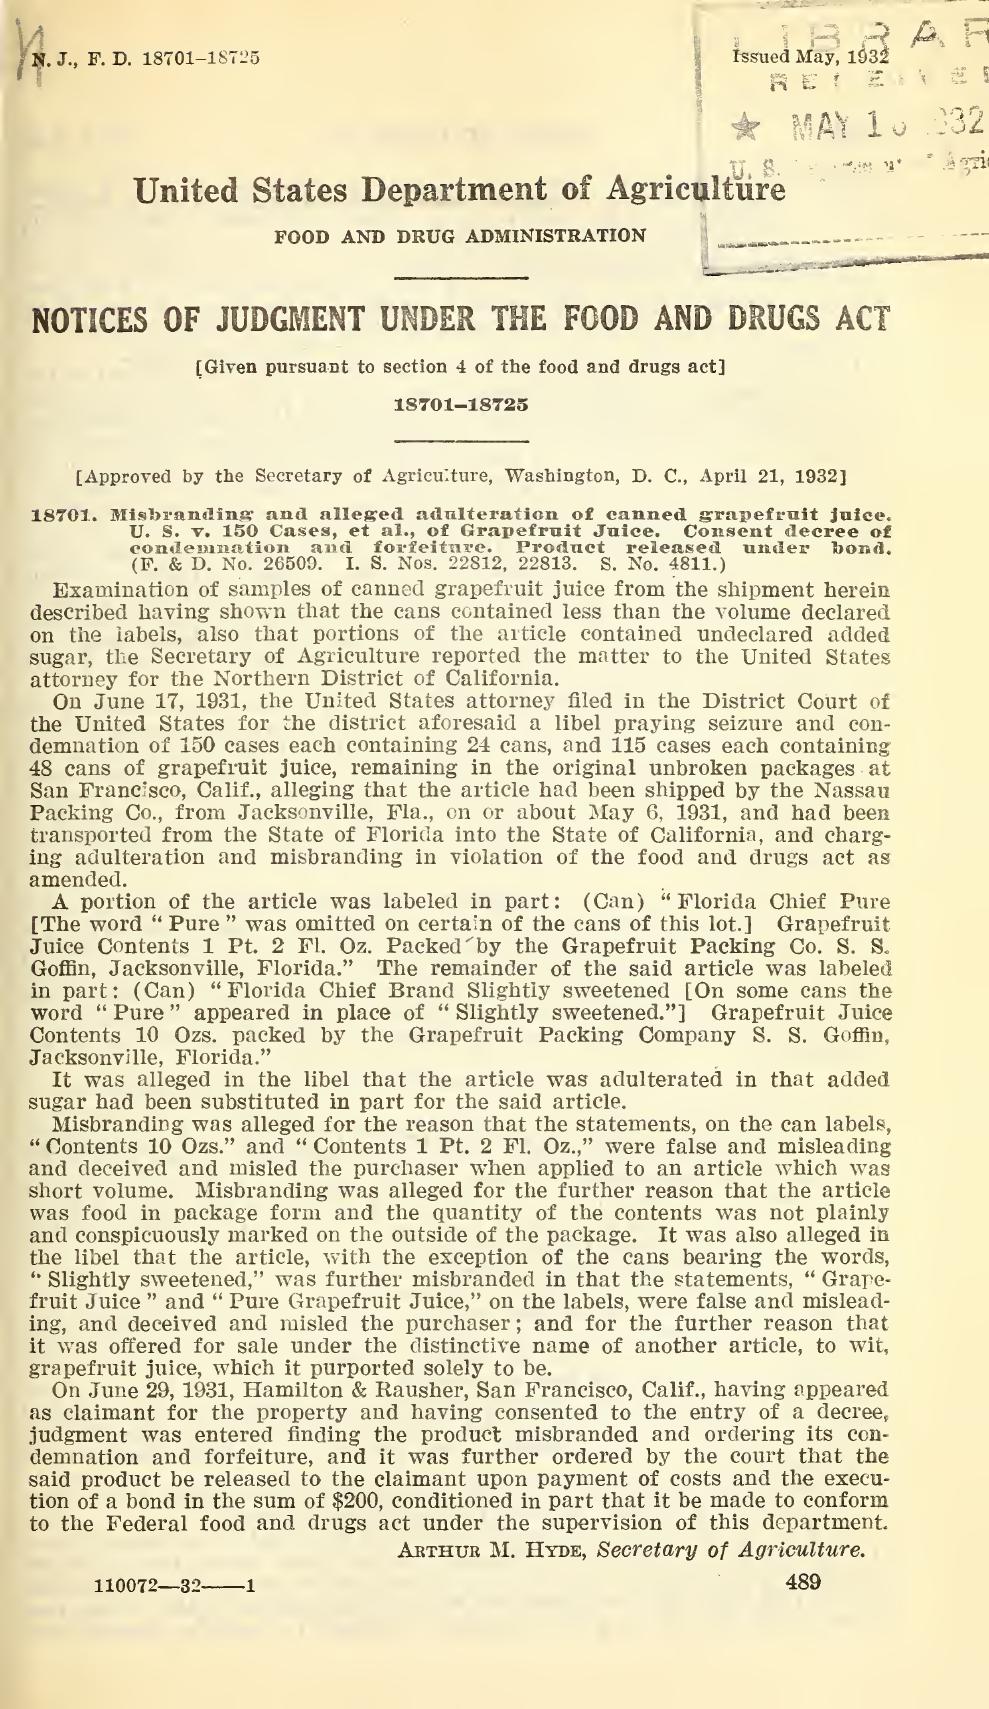 N. J., F. D. 18701–18725
Issued May, 1932
LIBRAR
RECEIVED
★ MAY 1 1932
U. S. Agri
United States Department of Agriculture
FOOD AND DRUG ADMINISTRATION
NOTICES OF JUDGMENT UNDER THE FOOD AND DRUGS ACT
[Given pursuant to section 4 of the food and drugs act]
18701–18725
[Approved by the Secretary of Agriculture, Washington, D. C., April 21, 1932]
18701. Misbranding and alleged adulteration of canned grapefruit juice.
U. S. v. 150 Cases, et al., of Grapefruit Juice. Consent decree of
condemnation and forfeiture. Product released under bond.
(F. & D. No. 26509. I. S. Nos. 22812, 22813. S. No. 4811.)
Examination of samples of canned grapefruit juice from the shipment herein
described having shown that the cans contained less than the volume declared
on the labels, also that portions of the article contained undeclared added
sugar, the Secretary of Agriculture reported the matter to the United States
attorney for the Northern District of California.
On June 17, 1931, the United States attorney filed in the District Court of
the United States for the district aforesaid a libel praying seizure and con-
demnation of 150 cases each containing 24 cans, and 115 cases each containing
48 cans of grapefruit juice, remaining in the original unbroken packages at
San Francisco, Calif., alleging that the article had been shipped by the Nassau
Packing Co., from Jacksonville, Fla., on or about May 6, 1931, and had been
transported from the State of Florida into the State of California, and charg-
ing adulteration and misbranding in violation of the food and drugs act as
amended.
A portion of the article was labeled in part: (Can) “ Florida Chief Pure
[The word “ Pure ” was omitted on certain of the cans of this lot.] Grapefruit
Juice Contents 1 Pt. 2 Fl. Oz. Packed by the Grapefruit Packing Co. S. S.
Goffin, Jacksonville, Florida.” The remainder of the said article was labeled
in part: (Can) “ Florida Chief Brand Slightly sweetened [On some cans the
word “ Pure ” appeared in place of “ Slightly sweetened.”] Grapefruit Juice
Contents 10 Ozs. packed by the Grapefruit Packing Company S. S. Goffin,
Jacksonville, Florida.”
It was alleged in the libel that the article was adulterated in that added
sugar had been substituted in part for the said article.
Misbranding was alleged for the reason that the statements, on the can labels,
“ Contents 10 Ozs.” and “ Contents 1 Pt. 2 Fl. Oz.,” were false and misleading
and deceived and misled the purchaser when applied to an article which was
short volume. Misbranding was alleged for the further reason that the article
was food in package form and the quantity of the contents was not plainly
and conspicuously marked on the outside of the package. It was also alleged in
the libel that the article, with the exception of the cans bearing the words,
“ Slightly sweetened,” was further misbranded in that the statements, “ Grape-
fruit Juice ” and “ Pure Grapefruit Juice,” on the labels, were false and mislead-
ing, and deceived and misled the purchaser; and for the further reason that
it was offered for sale under the distinctive name of another article, to wit,
grapefruit juice, which it purported solely to be.
On June 29, 1931, Hamilton & Rausher, San Francisco, Calif., having appeared
as claimant for the property and having consented to the entry of a decree,
judgment was entered finding the product misbranded and ordering its con-
demnation and forfeiture, and it was further ordered by the court that the
said product be released to the claimant upon payment of costs and the execu-
tion of a bond in the sum of $200, conditioned in part that it be made to conform
to the Federal food and drugs act under the supervision of this department.
ARTHUR M. HYDE, Secretary of Agriculture.
110072—32——1
489